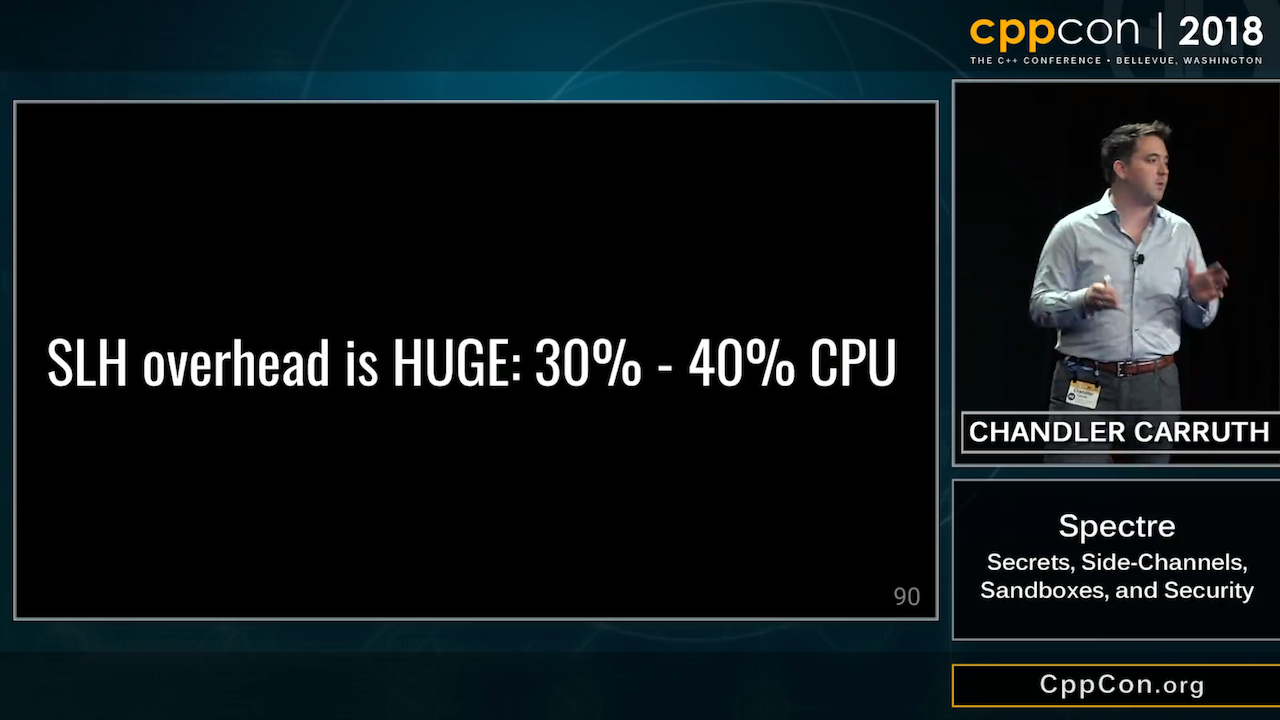 cppcon | 2018
THE C++ CONFERENCE • BELLEVUE, WASHINGTON
SLH overhead is HUGE: 30% - 40% CPU
90
Chandler
CHANDLER CARRUTH
Spectre
Secrets, Side-Channels,
Sandboxes, and Security
CppCon.org